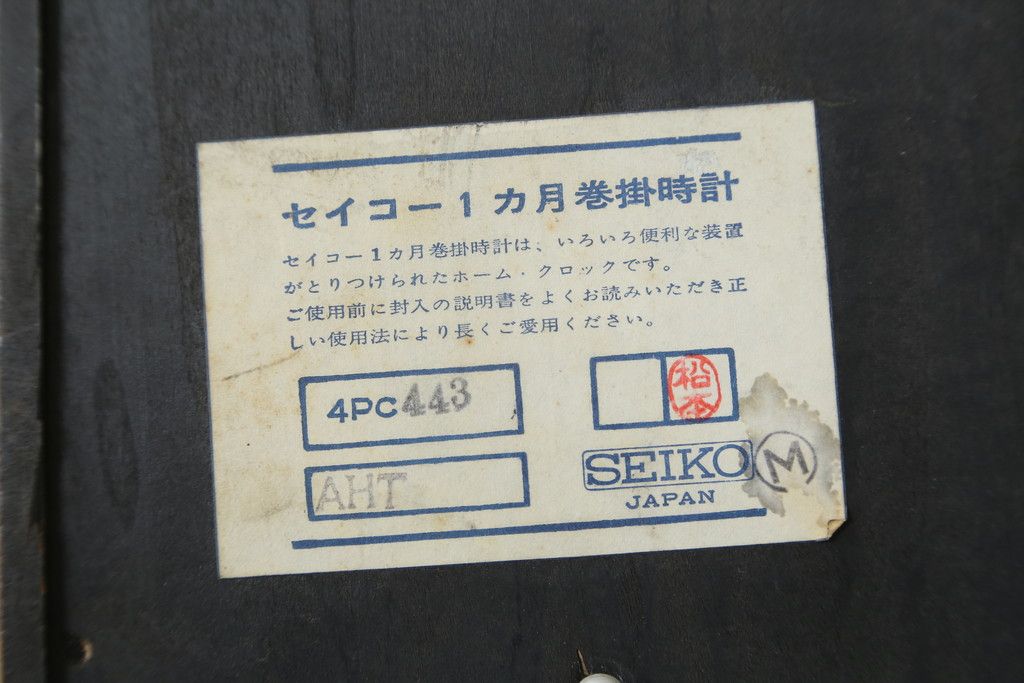 セイコー1カ月巻掛時計
セイコー1カ月巻掛時計は、いろいろ便利な装置
がとりつけられたホーム・クロックです。
ご使用前に封入の説明書をよくお読みいただき正
しい使用法により長くご愛用ください。
4PC443
松本
AHT
SEIKO M
JAPAN